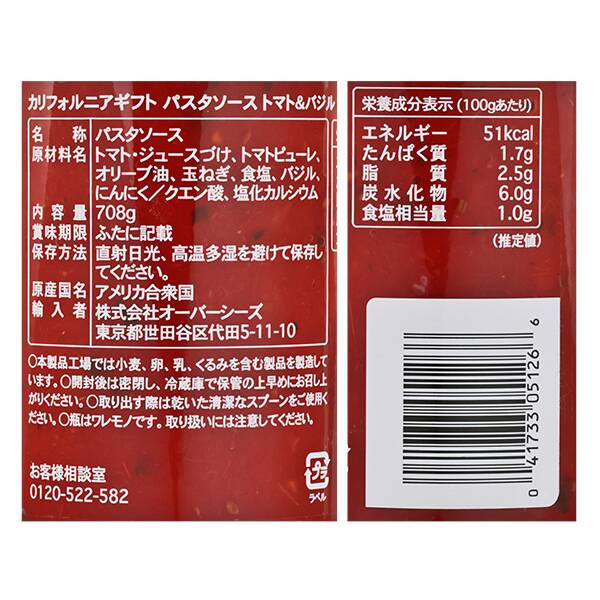 カリフォルニアギフト パスタソーストマト&バジル
名称 パスタソース
原材料名 トマト・ジュースづけ、トマトピューレ、
オリーブ油、玉ねぎ、食塩、バジル、
にんにく/クエン酸、塩化カルシウム
内容量 708g
賞味期限 ふたに記載
保存方法 直射日光、高温多湿を避けて保存し
てください。
原産国名 アメリカ合衆国
輸入者 株式会社オーバーシーズ
東京都世田谷区代田5-11-10
○本製品工場では小麦、卵、乳、くるみを含む製品を製造して
います。○開封後は密閉し、冷蔵庫で保管の上早めにお召し上
がりください。○取り出す際は乾いた清潔なスプーンをご使用く
ださい。○瓶はワレモノです。取り扱いには注意してください。
お客様相談室
0120-522-582
プラ
ラベル
栄養成分表示(100gあたり)
エネルギー 51kcal
たんぱく質 1.7g
脂質 2.5g
炭水化物 6.0g
食塩相当量 1.0g
(推定値)
0 41733 05126 6